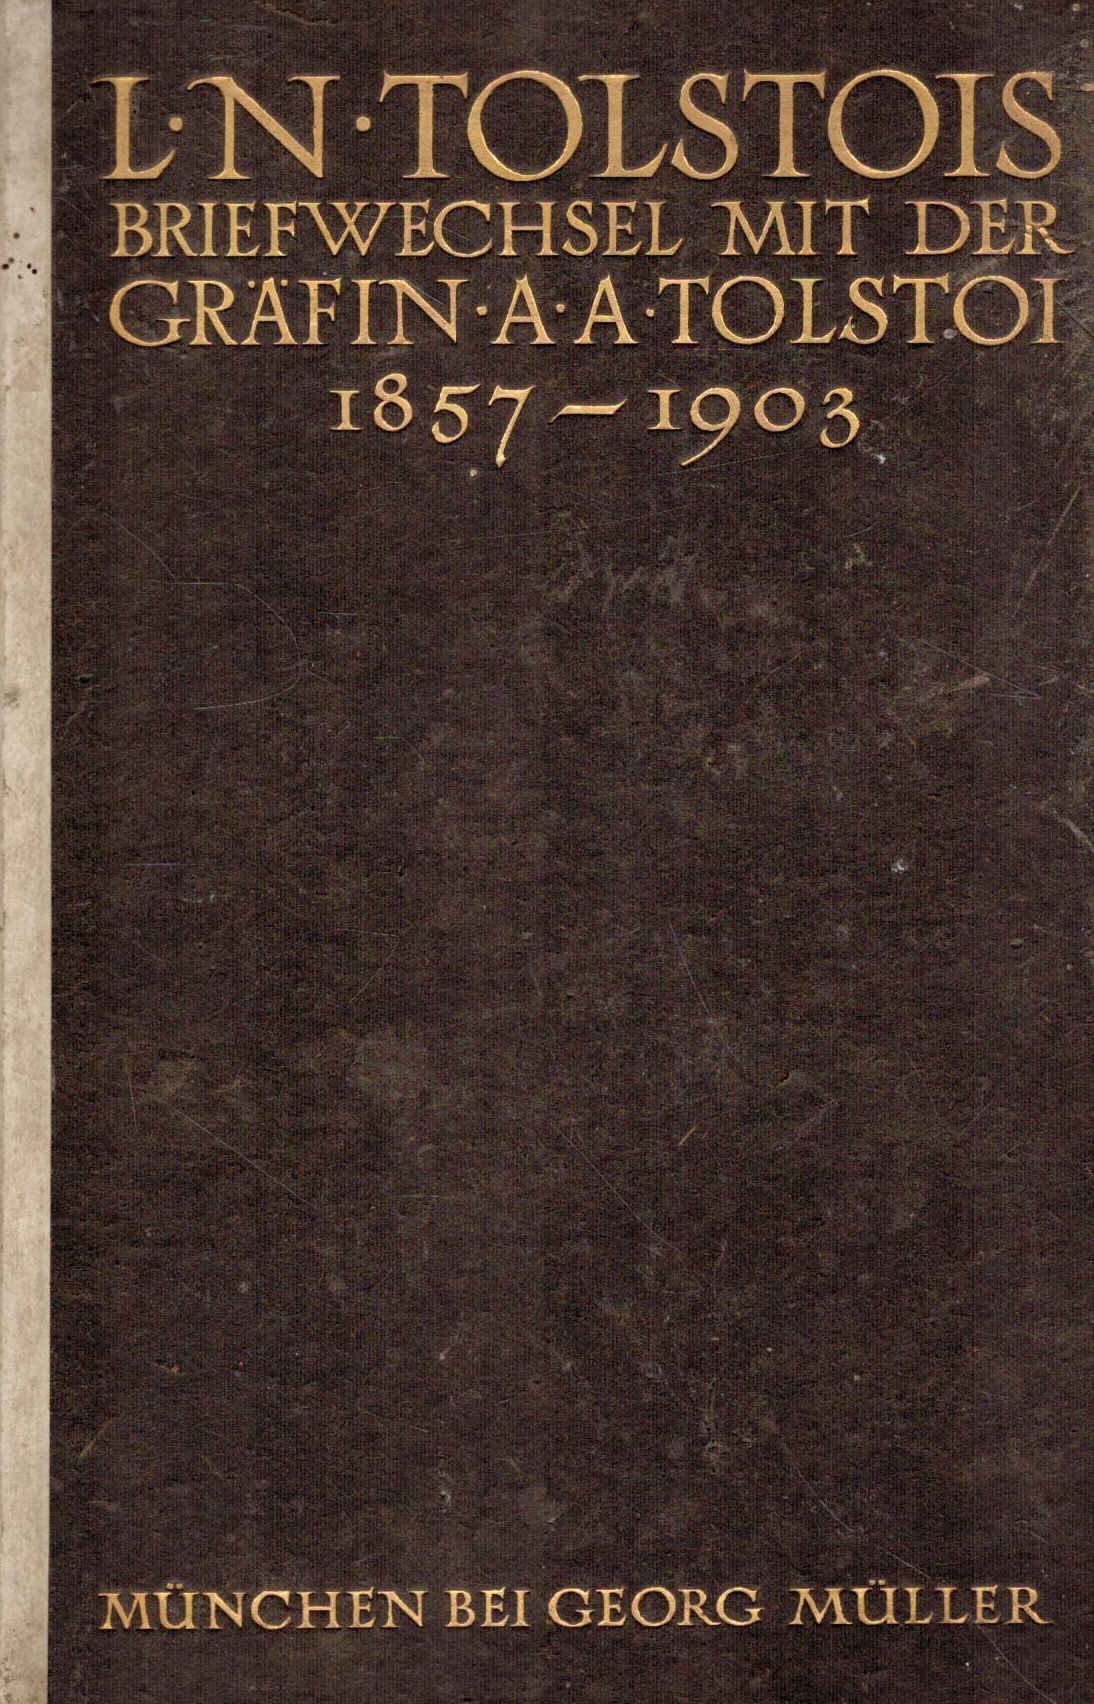 L·N·TOLSTOIS
BRIEFWECHSEL MIT DER
GRÄFIN·A·A·TOLSTOI
1857–1903
MÜNCHEN BEI GEORG MÜLLER